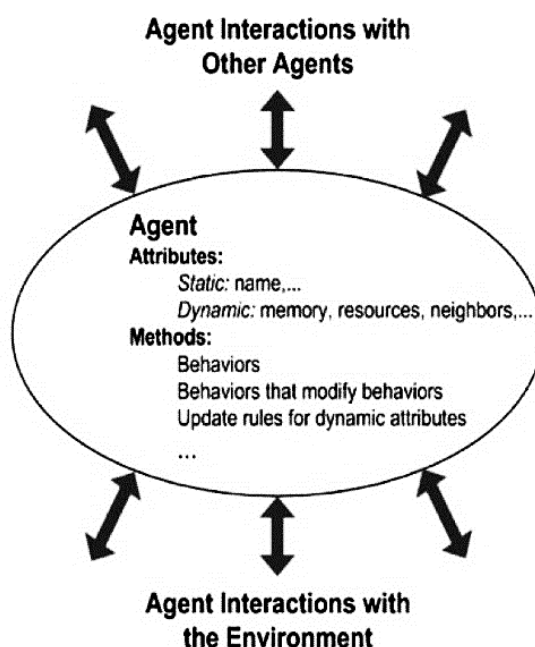 Agent Interactions with
Other Agents
Agent
Attributes:
Static: name,...
Dynamic: memory, resources, neighbors,...
Methods:
Behaviors
Behaviors that modify behaviors
Update rules for dynamic attributes
...
Agent Interactions with
the Environment